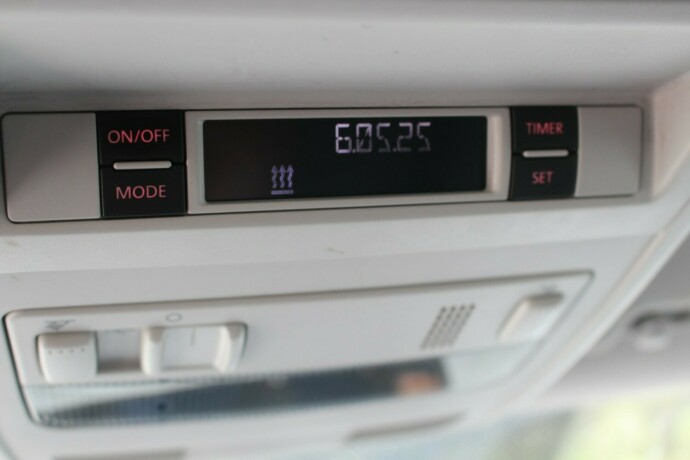 ON/OFF
MODE
6.05.25
TIMER
SET